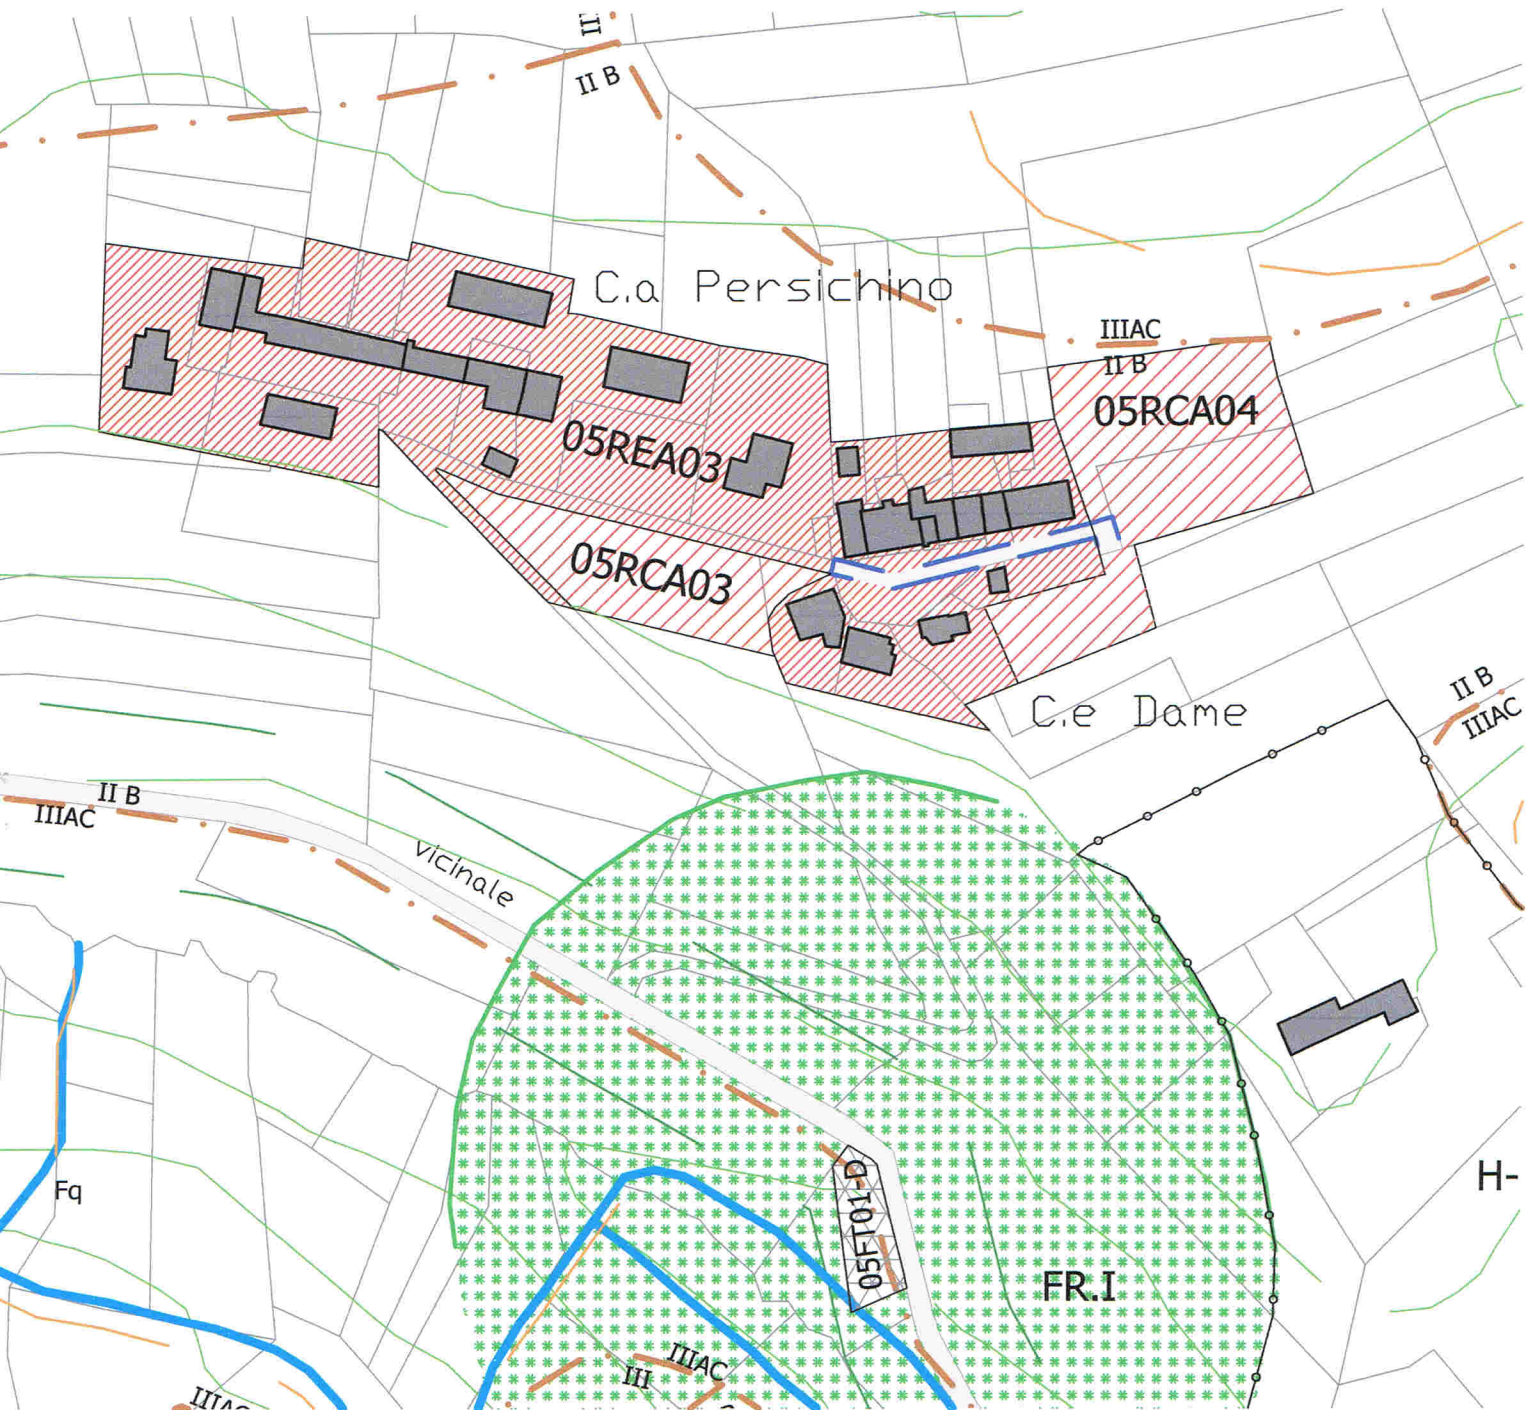 II B
C.a Persichino
IIIAC
II B
05RCA04
05REA03
05RCA03
II B
IIIAC
C.e Dame
II B
IIIAC
vicinale
Fq
05FT01-D
H-
FR.I
IIIAC
III